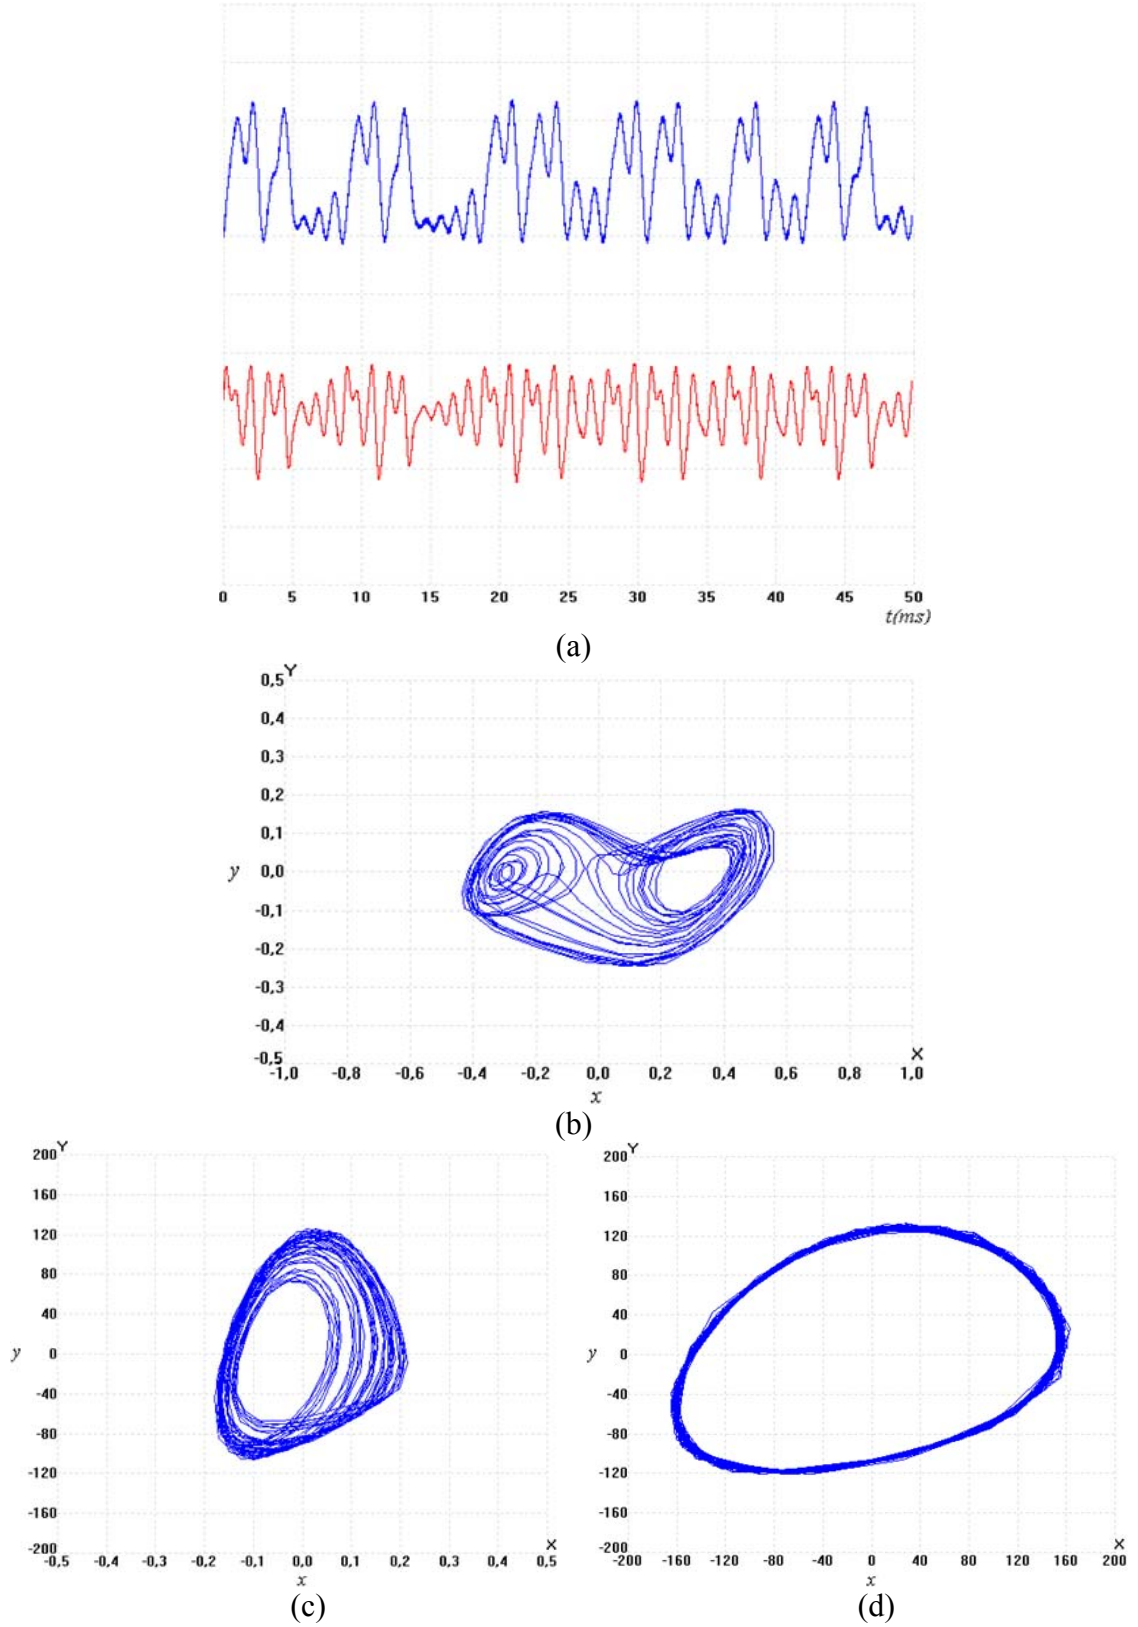 0 5 10 15 20 25 30 35 40 45 50
t(ms)
(a)
Y
0,5
0,4
0,3
0,2
0,1
y 0,0
-0,1
-0,2
-0,3
-0,4
-0,5
X
-1,0 -0,8 -0,6 -0,4 -0,2 0,0 0,2 0,4 0,6 0,8 1,0
x
(b)
Y
200
160
120
80
40
y 0
-40
-80
-120
-160
-200
X
-0,5 -0,4 -0,3 -0,2 -0,1 0,0 0,1 0,2 0,3 0,4 0,5
x
(c)
Y
200
160
120
80
40
y 0
-40
-80
-120
-160
-200
X
-200 -160 -120 -80 -40 0 40 80 120 160 200
x
(d)